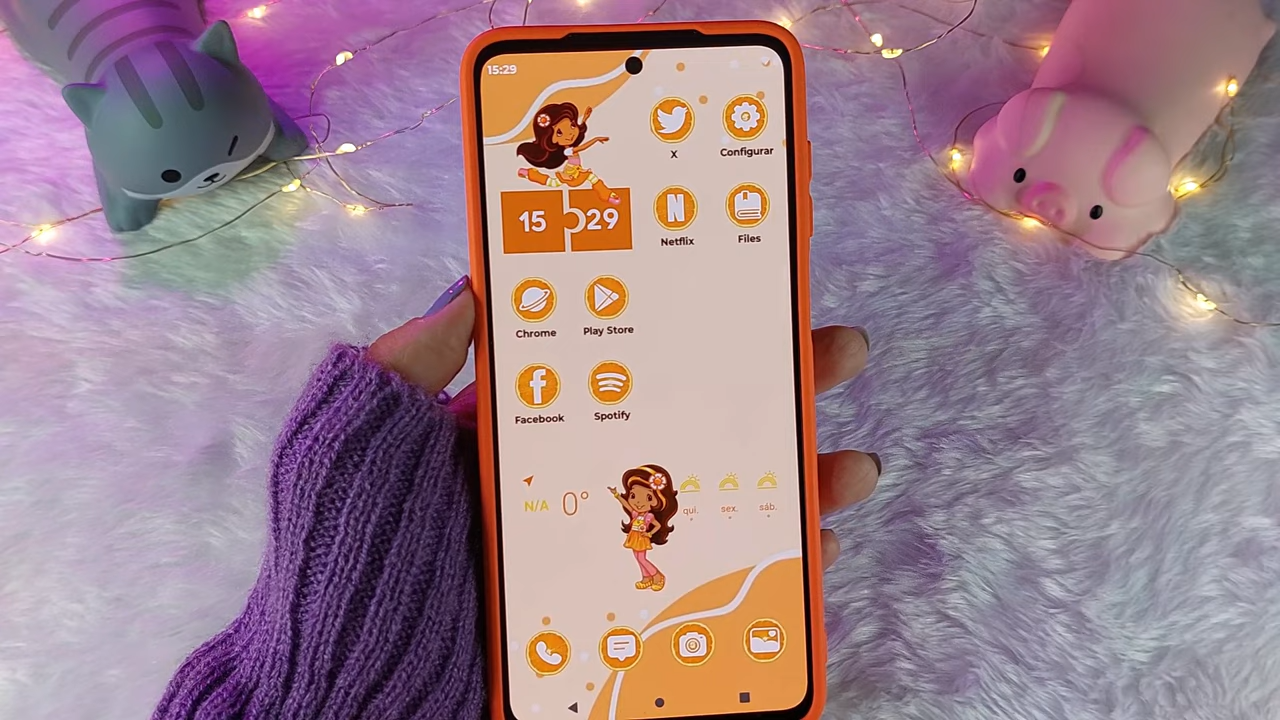 15:29
X
Configurar
15 29
N
Netflix
Files
Chrome
Play Store
f
Facebook
Spotify
N/A
0°
qui.
sex.
sáb.